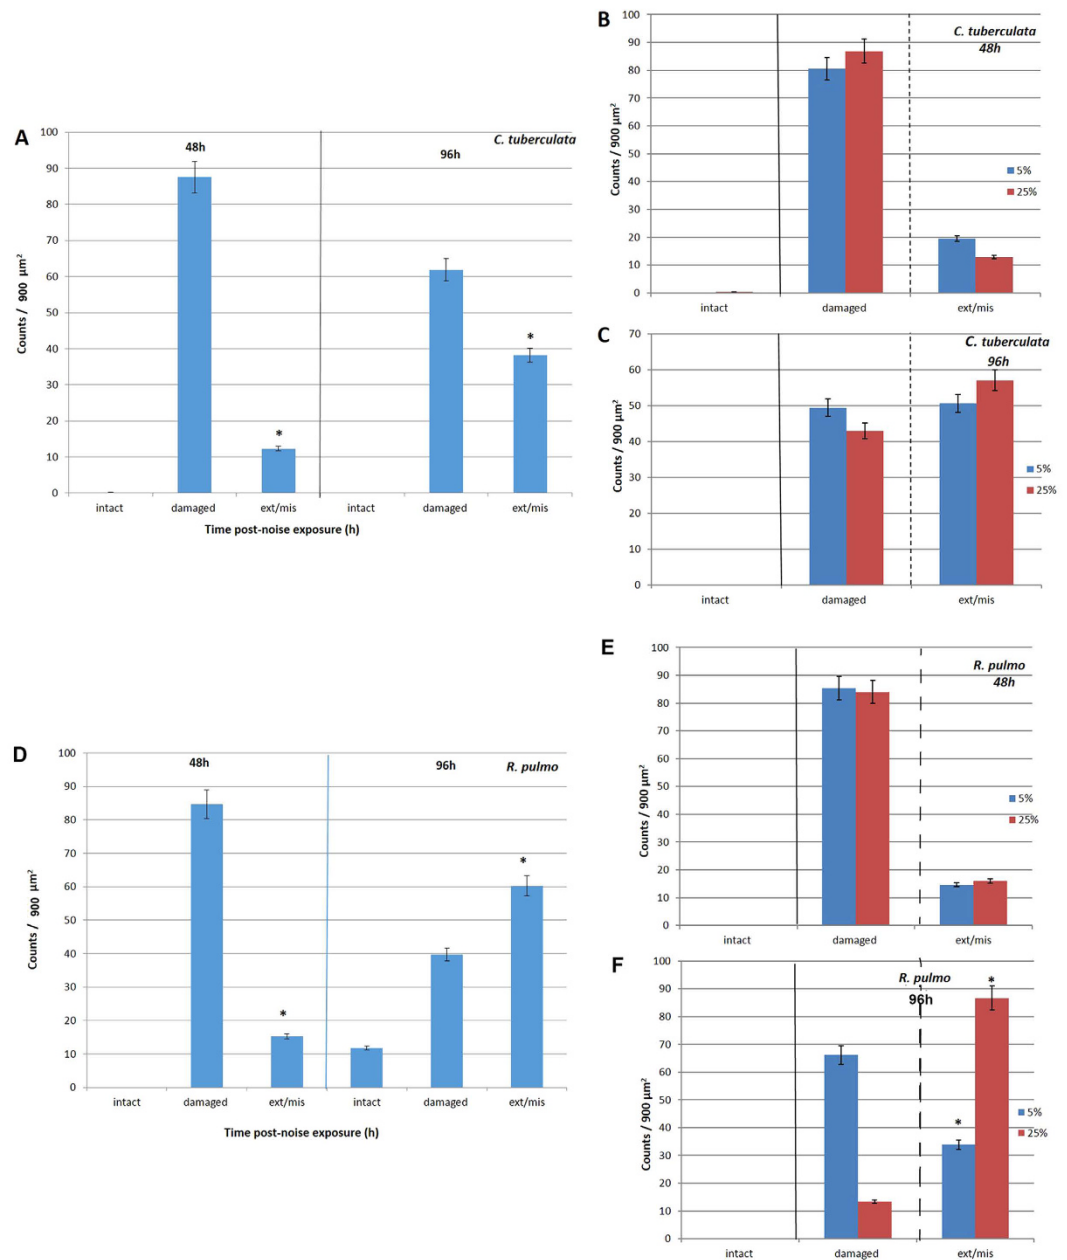 A
C. tuberculata
48h
96h
100
90
80
70
60
50
40
30
20
10
0
Counts / 900 µm²
*
*
intact
damaged
ext/mis
intact
damaged
ext/mis
Time post-noise exposure (h)
B
C. tuberculata
48h
100
90
80
70
60
50
40
30
20
10
0
Counts / 900 µm²
5%
25%
intact
damaged
ext/mis
C
C. tuberculata
96h
70
60
50
40
30
20
10
0
Counts / 900 µm²
5%
25%
intact
damaged
ext/mis
D
48h
96h
R. pulmo
100
90
80
70
60
50
40
30
20
10
0
Counts / 900 µm²
*
*
intact
damaged
ext/mis
intact
damaged
ext/mis
Time post-noise exposure (h)
E
R. pulmo
48h
100
90
80
70
60
50
40
30
20
10
0
Counts / 900 µm²
5%
25%
intact
damaged
ext/mis
F
R. pulmo
96h
100
90
80
70
60
50
40
30
20
10
0
Counts / 900 µm²
*
*
5%
25%
intact
damaged
ext/mis